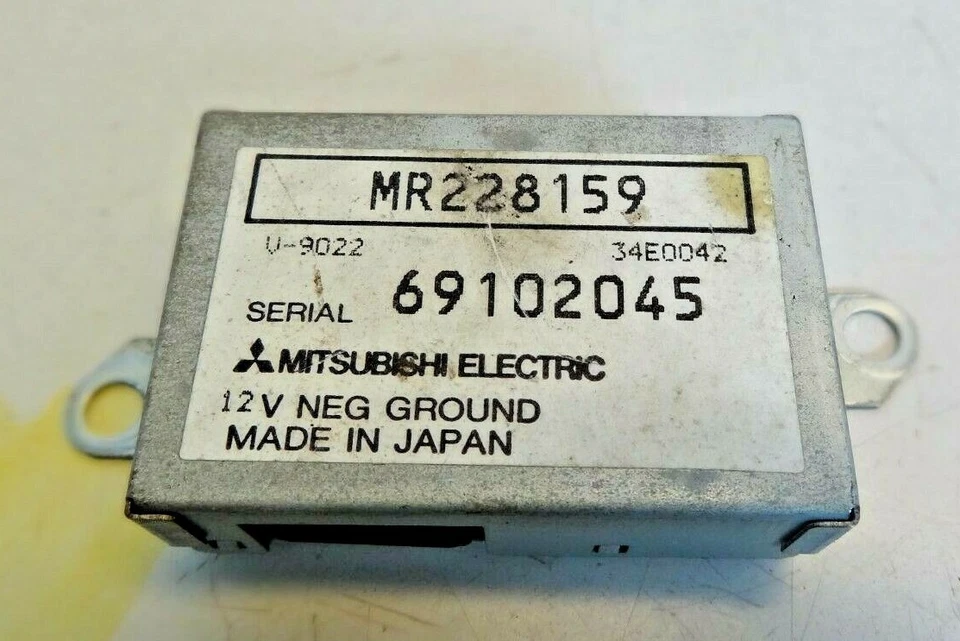 MR228159
V-9022 34E0042
SERIAL 69102045
MITSUBISHI ELECTRIC
12V NEG GROUND
MADE IN JAPAN